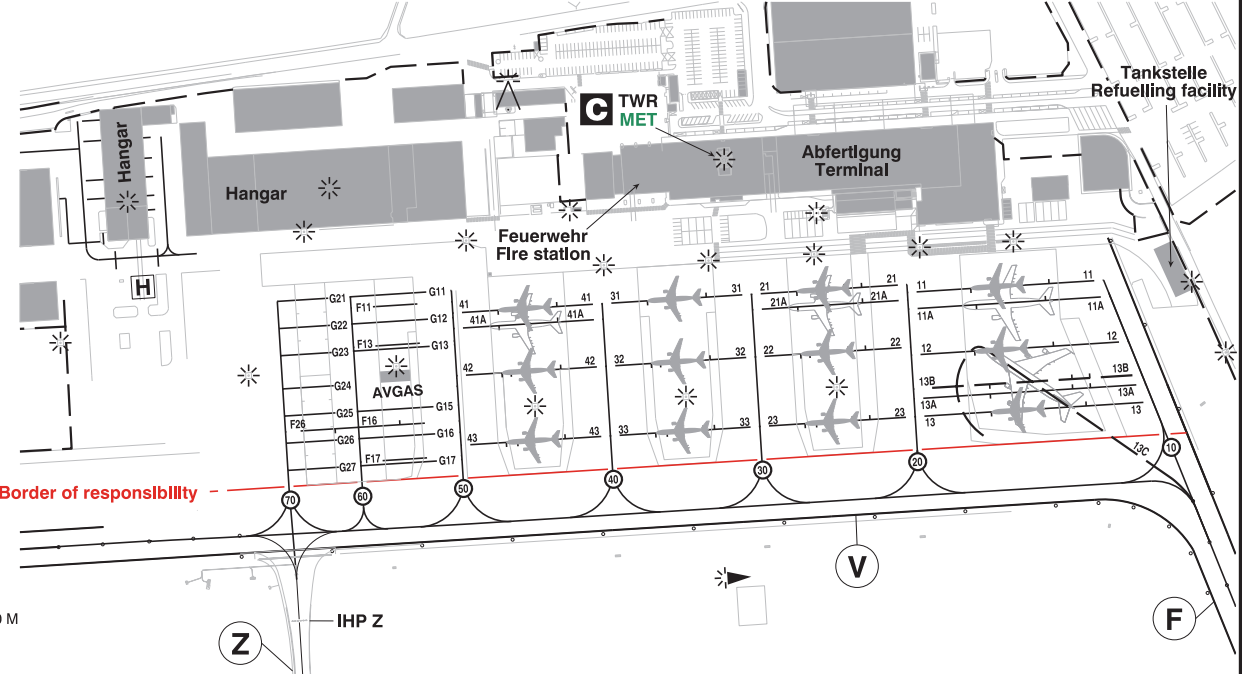 Tankstelle
Refuelling facility
C
TWR
MET
Hangar
Abfertigung
Terminal
Hangar
Feuerwehr
Fire station
H
G21
G22
G23
G24
G25
F26
G26
G27
F11
G11
G12
F13
G13
AVGAS
G15
F16
G16
F17
G17
41
41
41A
41A
42
42
43
43
31
31
32
32
33
33
21
21
21A
21A
22
22
23
23
11
11
11A
11A
12
12
13B
13B
13A
13A
13
13
13C
Border of responsibility
70
60
50
40
30
20
10
V
M
IHP Z
Z
F